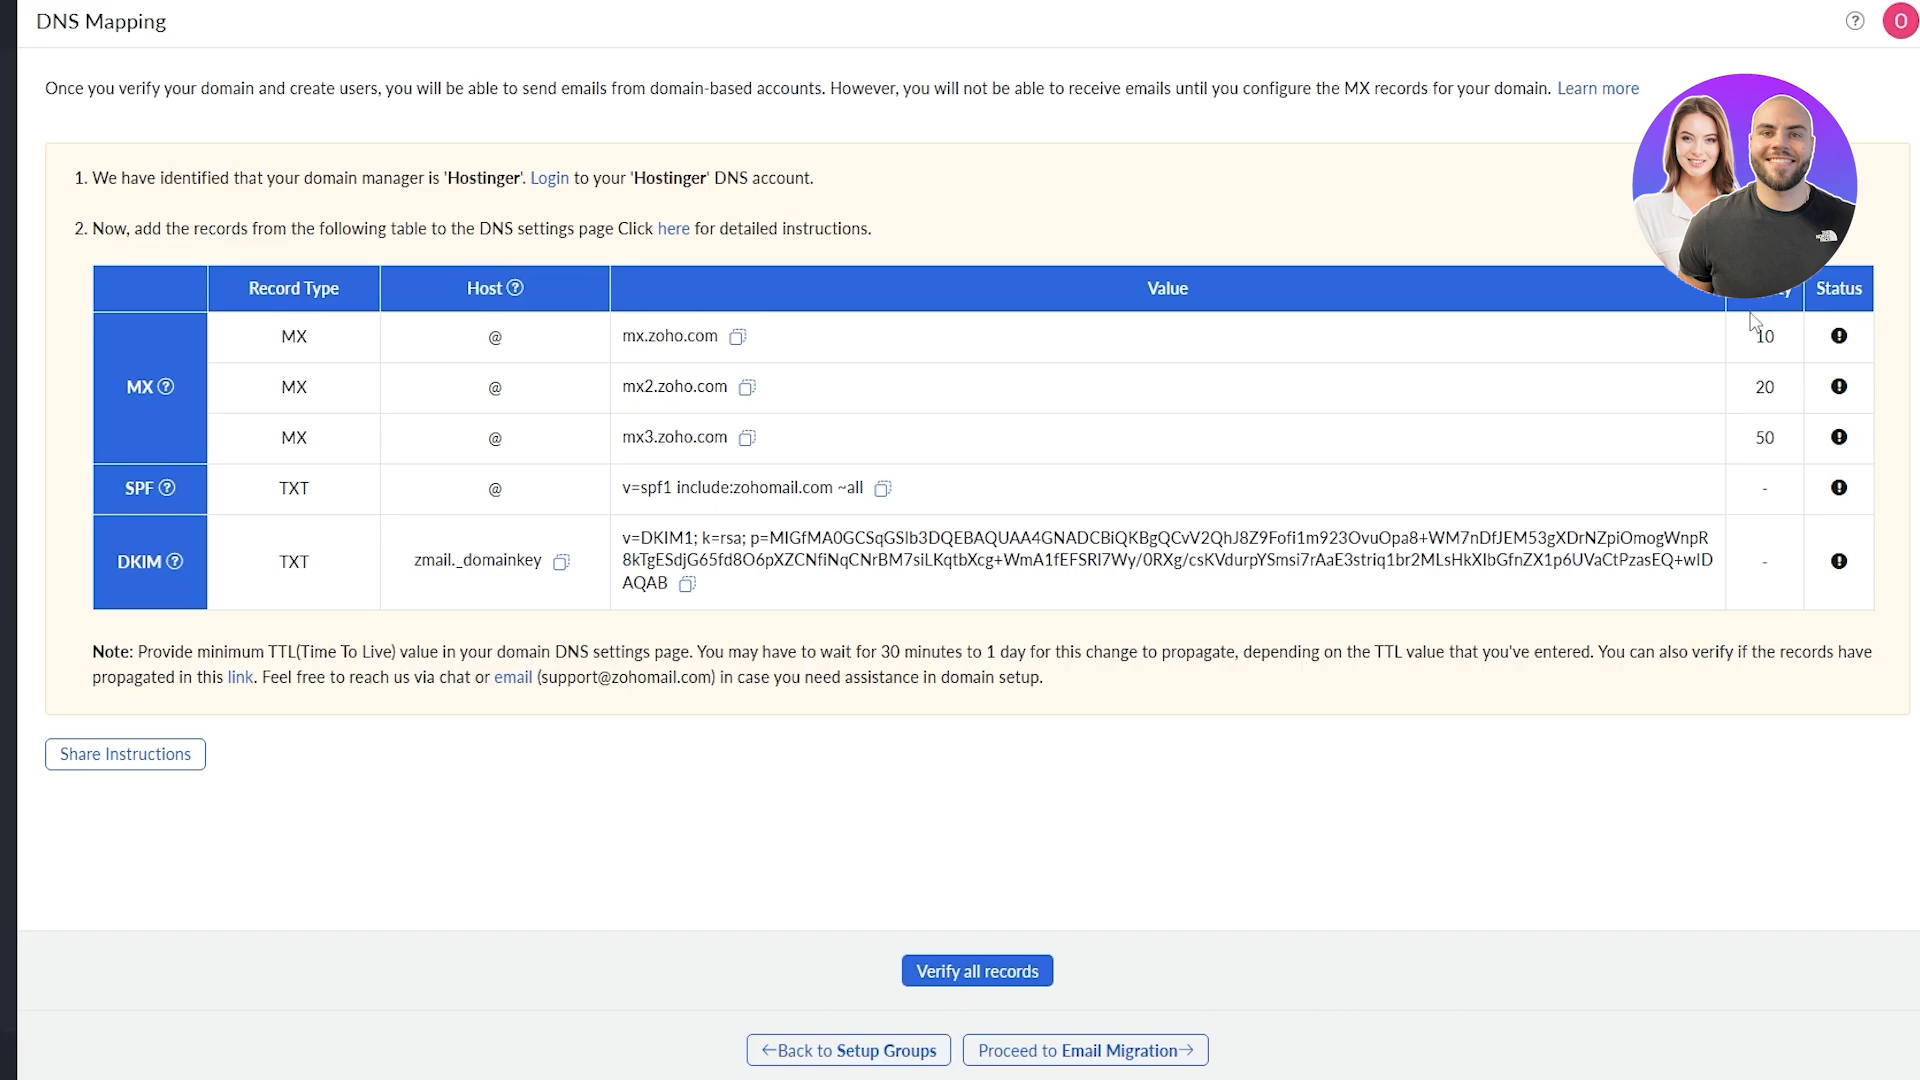 DNS Mapping
O
Once you verify your domain and create users, you will be able to send emails from domain-based accounts. However, you will not be able to receive emails until you configure the MX records for your domain. Learn more
1. We have identified that your domain manager is 'Hostinger'. Login to your 'Hostinger' DNS account.
2. Now, add the records from the following table to the DNS settings page Click here for detailed instructions.
Record Type Host Value Status
MX
MX @ mx.zoho.com 10
MX @ mx2.zoho.com 20
MX @ mx3.zoho.com 50
SPF TXT @ v=spf1 include:zohomail.com ~all -
DKIM TXT zmail._domainkey
v=DKIM1; k=rsa; p=MIGfMA0GCSqGSIb3DQEBAQUAA4GNADCBiQKBgQCvV2QhJ8Z9Fofi1m923OvuOpa8+WM7nDfJEM53gXDrNZpiOmogWnpR
8kTgESdjG65fd8O6pXZCNfiNqCNrBM7siLKqtbXcg+WmA1fEFSRl7Wy/0RXg/csKVdurpYSmsi7rAaE3striq1br2MLsHkXIbGfnZX1p6UVaCtPzasEQ+wID
AQAB
-
Note: Provide minimum TTL(Time To Live) value in your domain DNS settings page. You may have to wait for 30 minutes to 1 day for this change to propagate, depending on the TTL value that you've entered. You can also verify if the records have
propagated in this link. Feel free to reach us via chat or email (support@zohomail.com) in case you need assistance in domain setup.
Share Instructions
Verify all records
←Back to Setup Groups
Proceed to Email Migration→